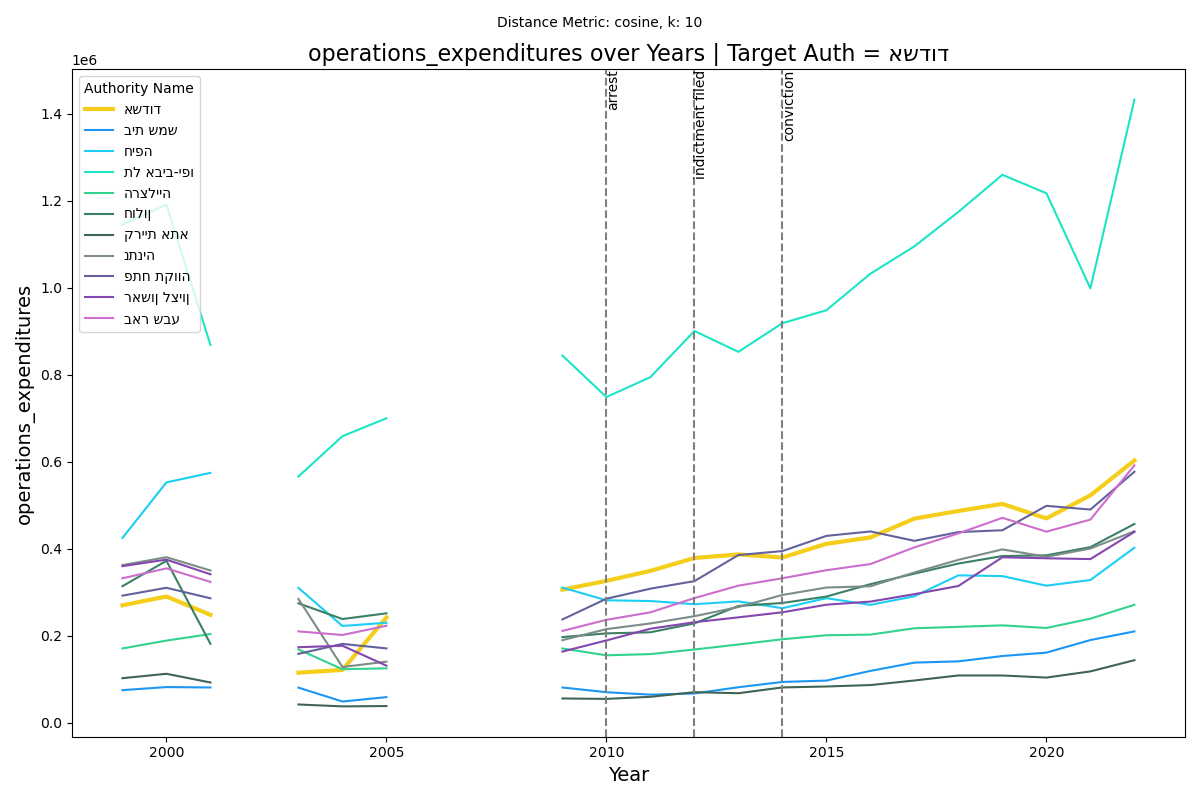 Distance Metric: cosine, k: 10
operations_expenditures over Years | Target Auth = אשדוד
1e6
Authority Name
אשדוד
בית שמש
חיפה
תל אביב-יפו
הרצלייה
חולון
קריית אתא
נתניה
פתח תקווה
ראשון לציון
באר שבע
arrest
indictment filed
conviction
operations_expenditures
1.4
1.2
1.0
0.8
0.6
0.4
0.2
0.0
2000
2005
2010
2015
2020
Year